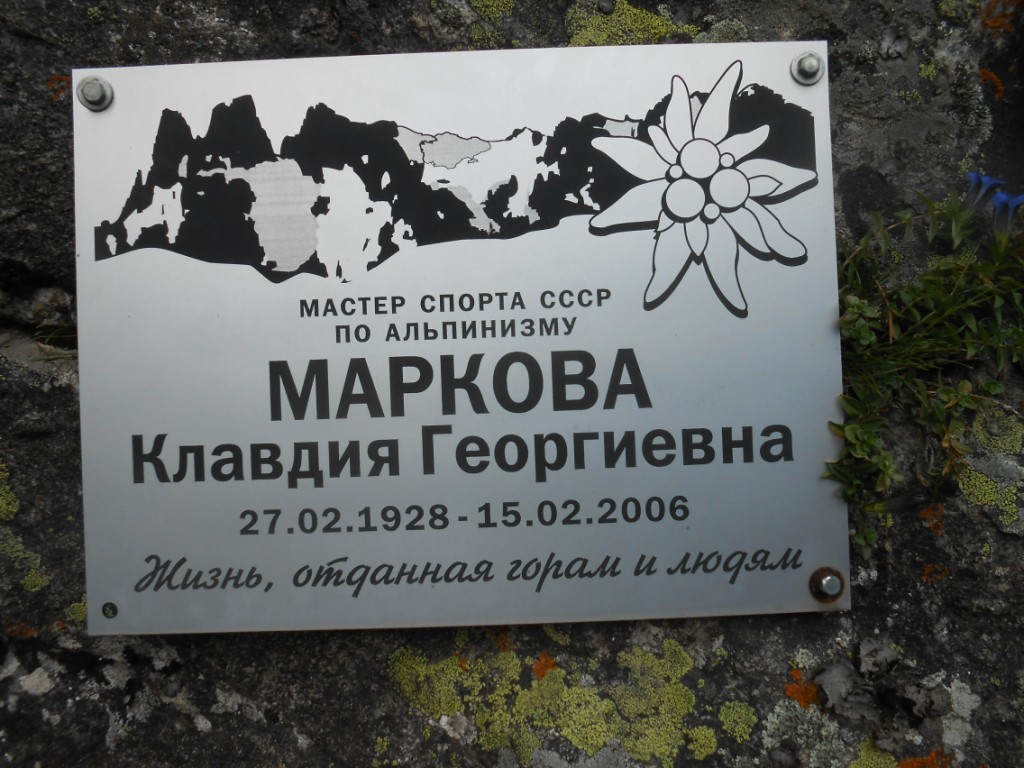 МАСТЕР СПОРТА СССР
ПО АЛЬПИНИЗМУ
МАРКОВА
Клавдия Георгиевна
27.02.1928 - 15.02.2006
Жизнь, отданная горам и людям